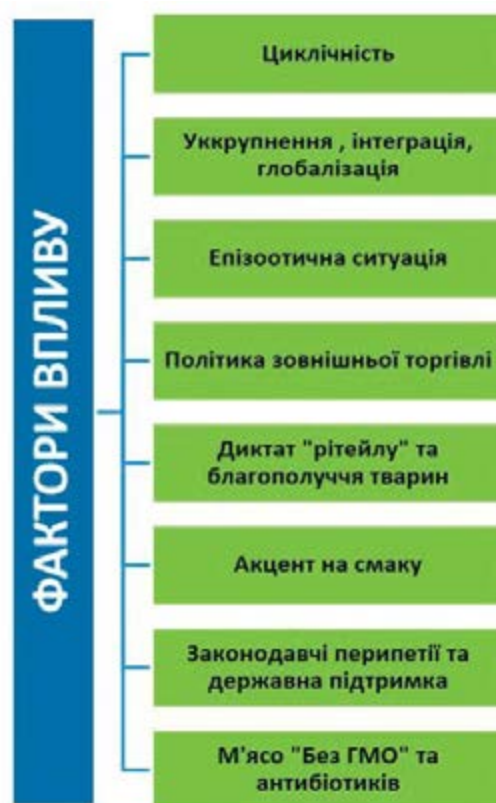 ФАКТОРИ ВПЛИВУ
Циклічність
Уккрупнення , інтеграція,
глобалізація
Епізоотична ситуація
Політика зовнішньої торгівлі
Диктат "рітейлу" та
благополуччя тварин
Акцент на смаку
Законодавчі перипетії та
державна підтримка
М'ясо "Без ГМО" та
антибіотиків